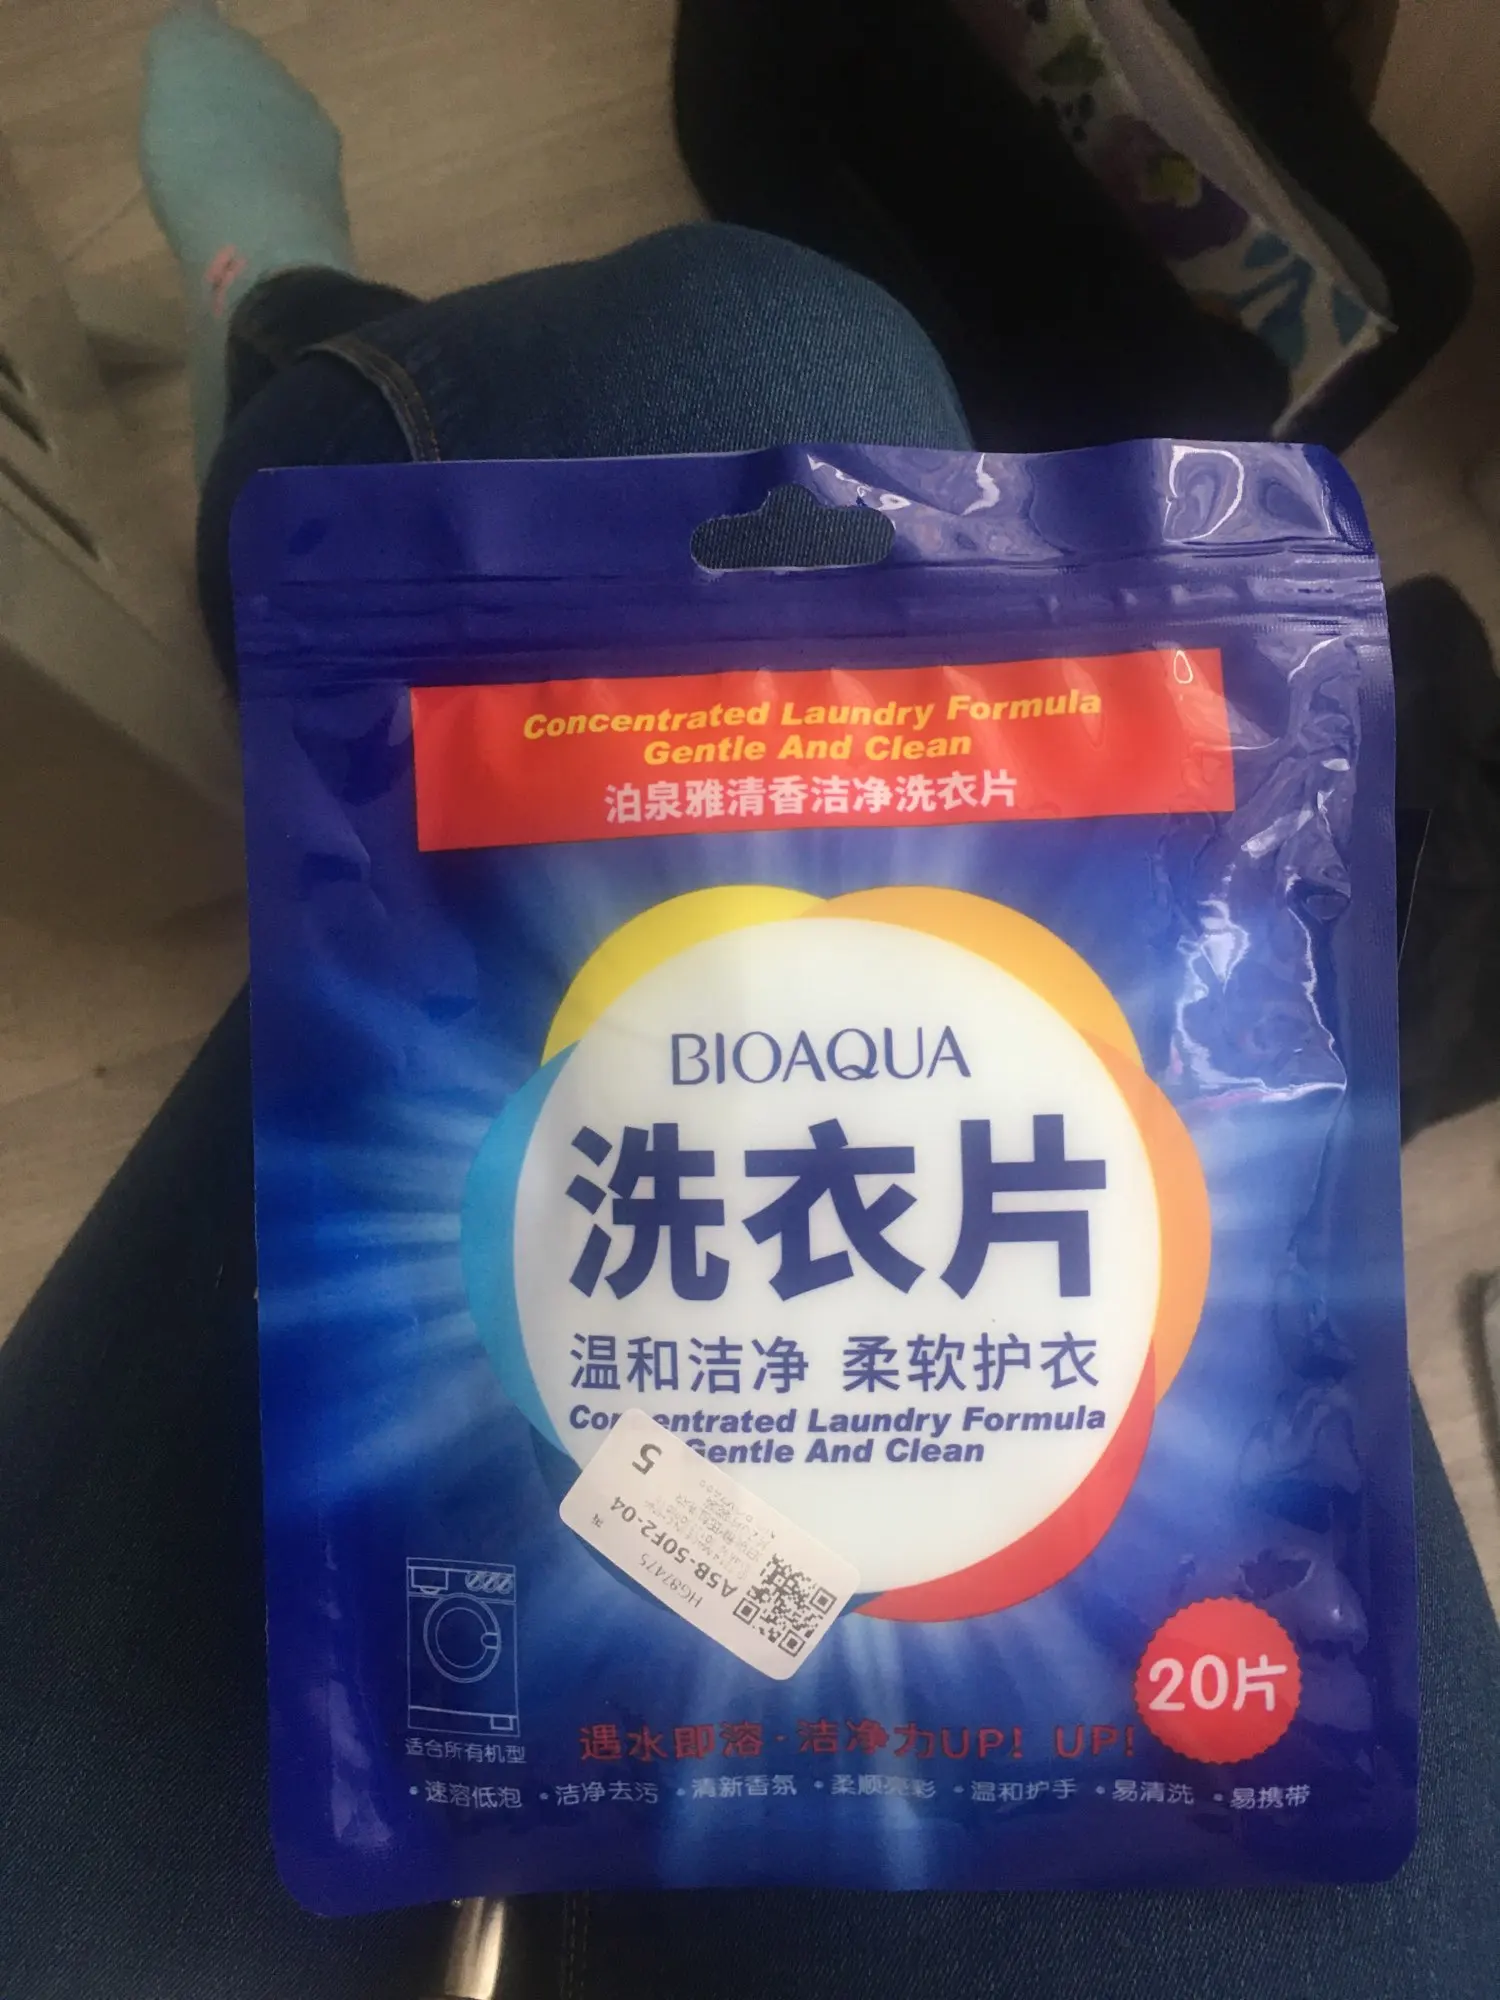 Concentrated Laundry Formula
Gentle And Clean
泊泉雅清香洁净洗衣片
BIOAQUA
洗衣片
温和洁净 柔软护衣
Concentrated Laundry Formula
Gentle And Clean
5
A5B-50F2-04
HG87475
20片
适合所有机型
遇水即溶·洁净力UP! UP!
•速溶低泡 •洁净去污 •清新香氛 •柔顺亮彩 •温和护手 •易清洗 •易携带